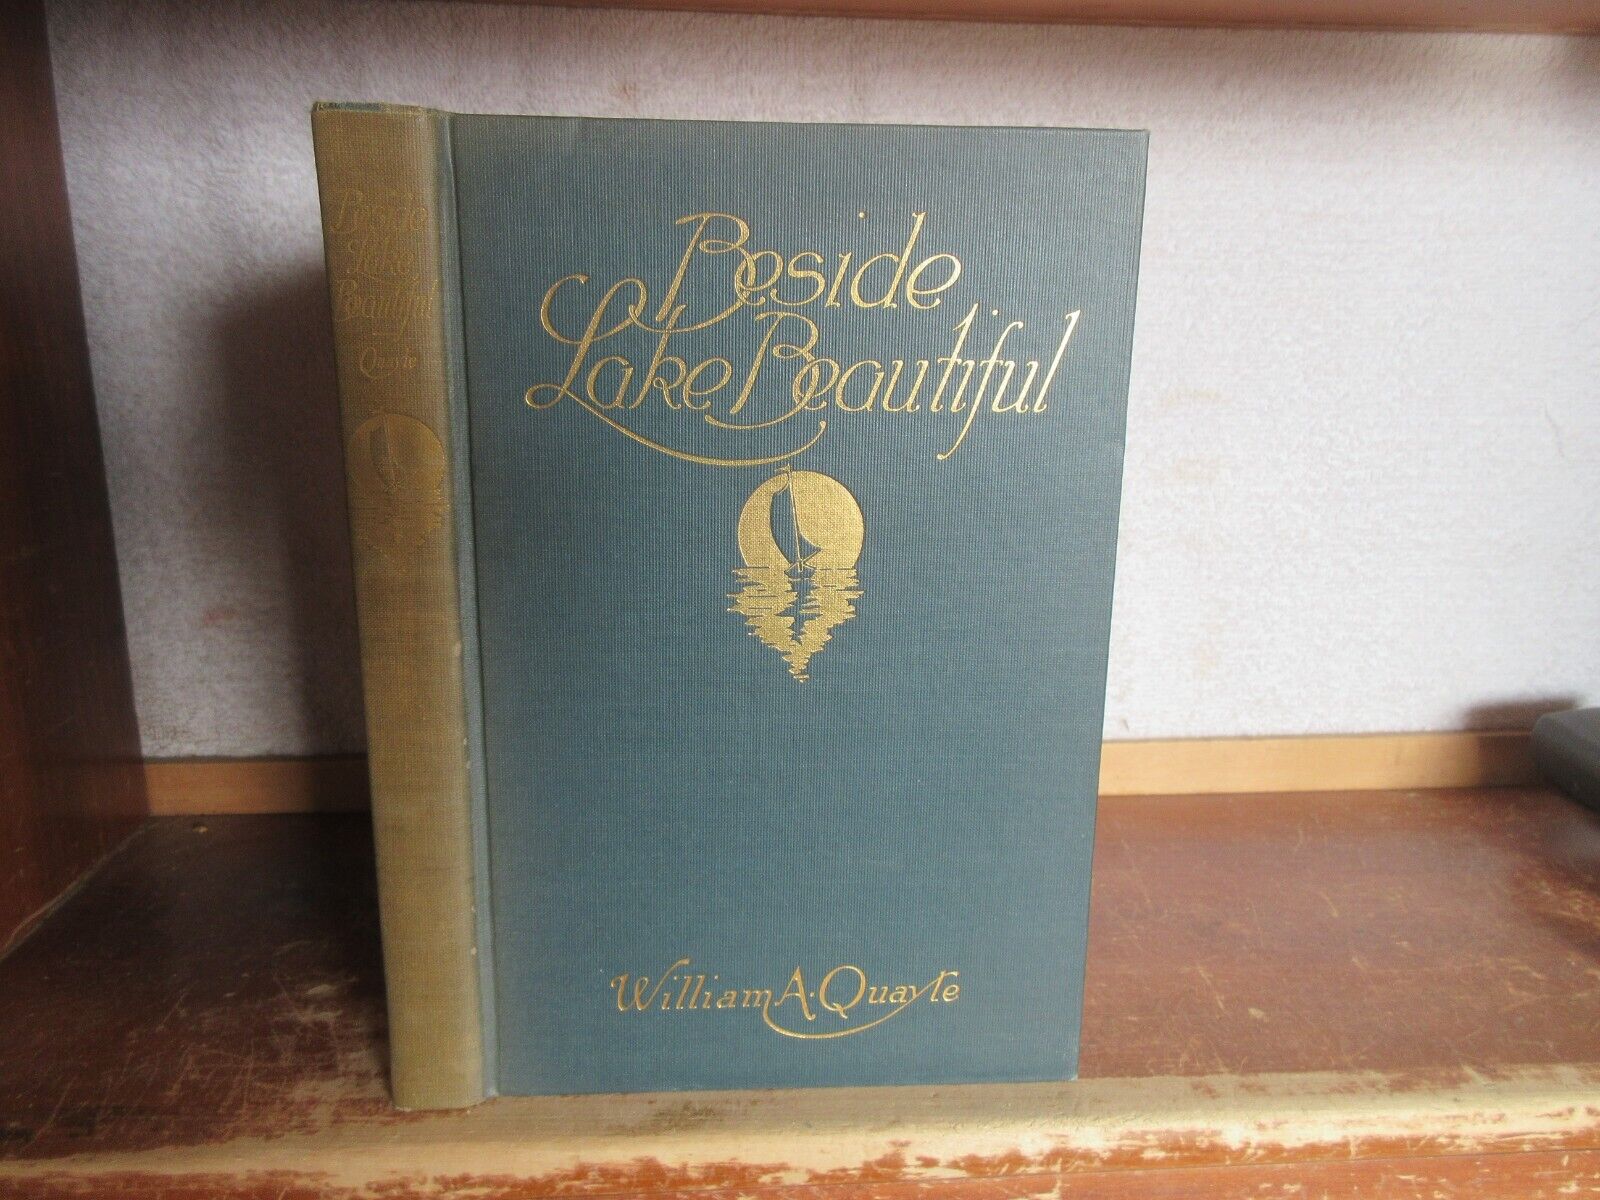 Beside
Lake
Beautiful
Quayle
Beside
Lake Beautiful
William A. Quayle